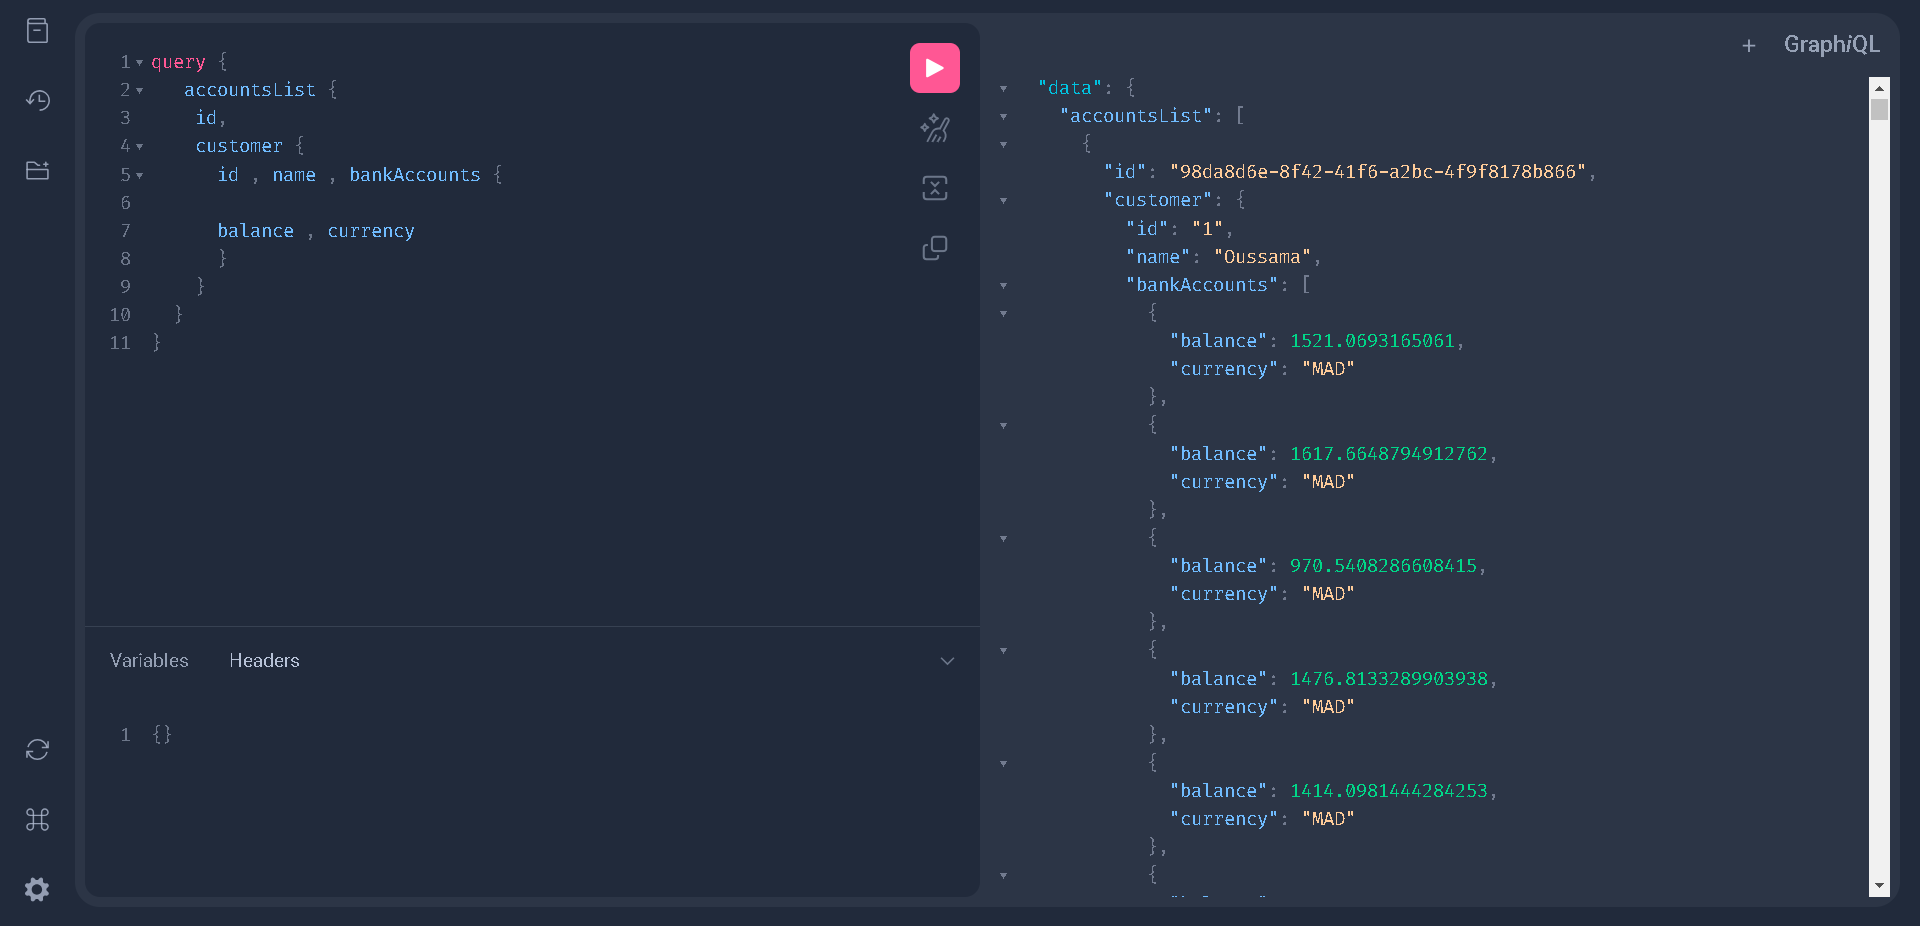 1 query {
2 accountsList {
3 id,
4 customer {
5 id , name , bankAccounts {
6
7 balance , currency
8 }
9 }
10 }
11 }
Variables Headers
1 {}
+ GraphiQL
"data": {
"accountsList": [
{
"id": "98da8d6e-8f42-41f6-a2bc-4f9f8178b866",
"customer": {
"id": "1",
"name": "Oussama",
"bankAccounts": [
{
"balance": 1521.0693165061,
"currency": "MAD"
},
{
"balance": 1617.6648794912762,
"currency": "MAD"
},
{
"balance": 970.5408286608415,
"currency": "MAD"
},
{
"balance": 1476.8133289903938,
"currency": "MAD"
},
{
"balance": 1414.0981444284253,
"currency": "MAD"
},
{